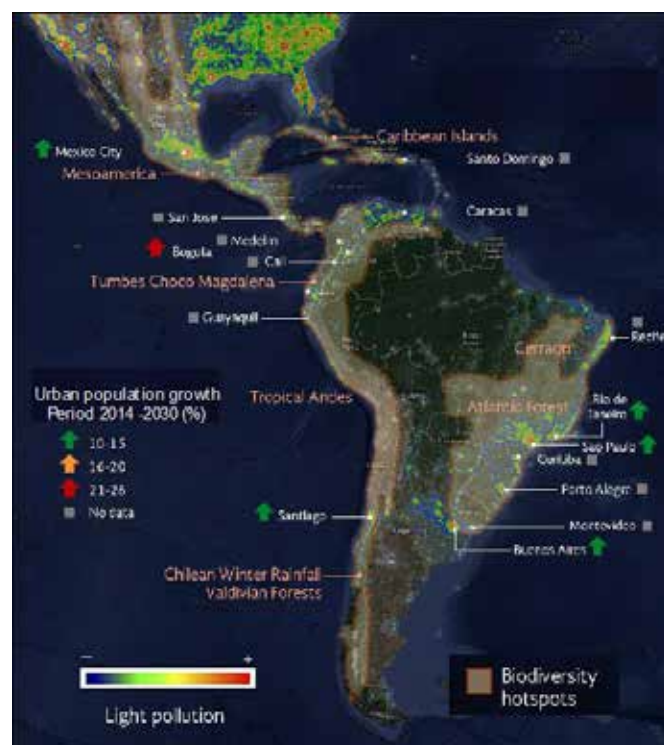 Caribbean Islands
Mexico City
Santo Domingo
Mesoamerica
Caracas
San Jose
Medelin
Bogota
Cali
Tumbes Choco Magdalena
Guayaquil
Recife
Cerrado
Urban population growth
Period 2014 -2030 (%)
10-15
16-20
21-26
No data
Tropical Andes
Atlantic Forest
Rio de
Janeiro
Sao Paulo
Curituba
Porto Alegre
Santiago
Montevideo
Buenos Aires
Chilean Winter Rainfall
Valdivian Forests
− +
Light pollution
Biodiversity
hotspots